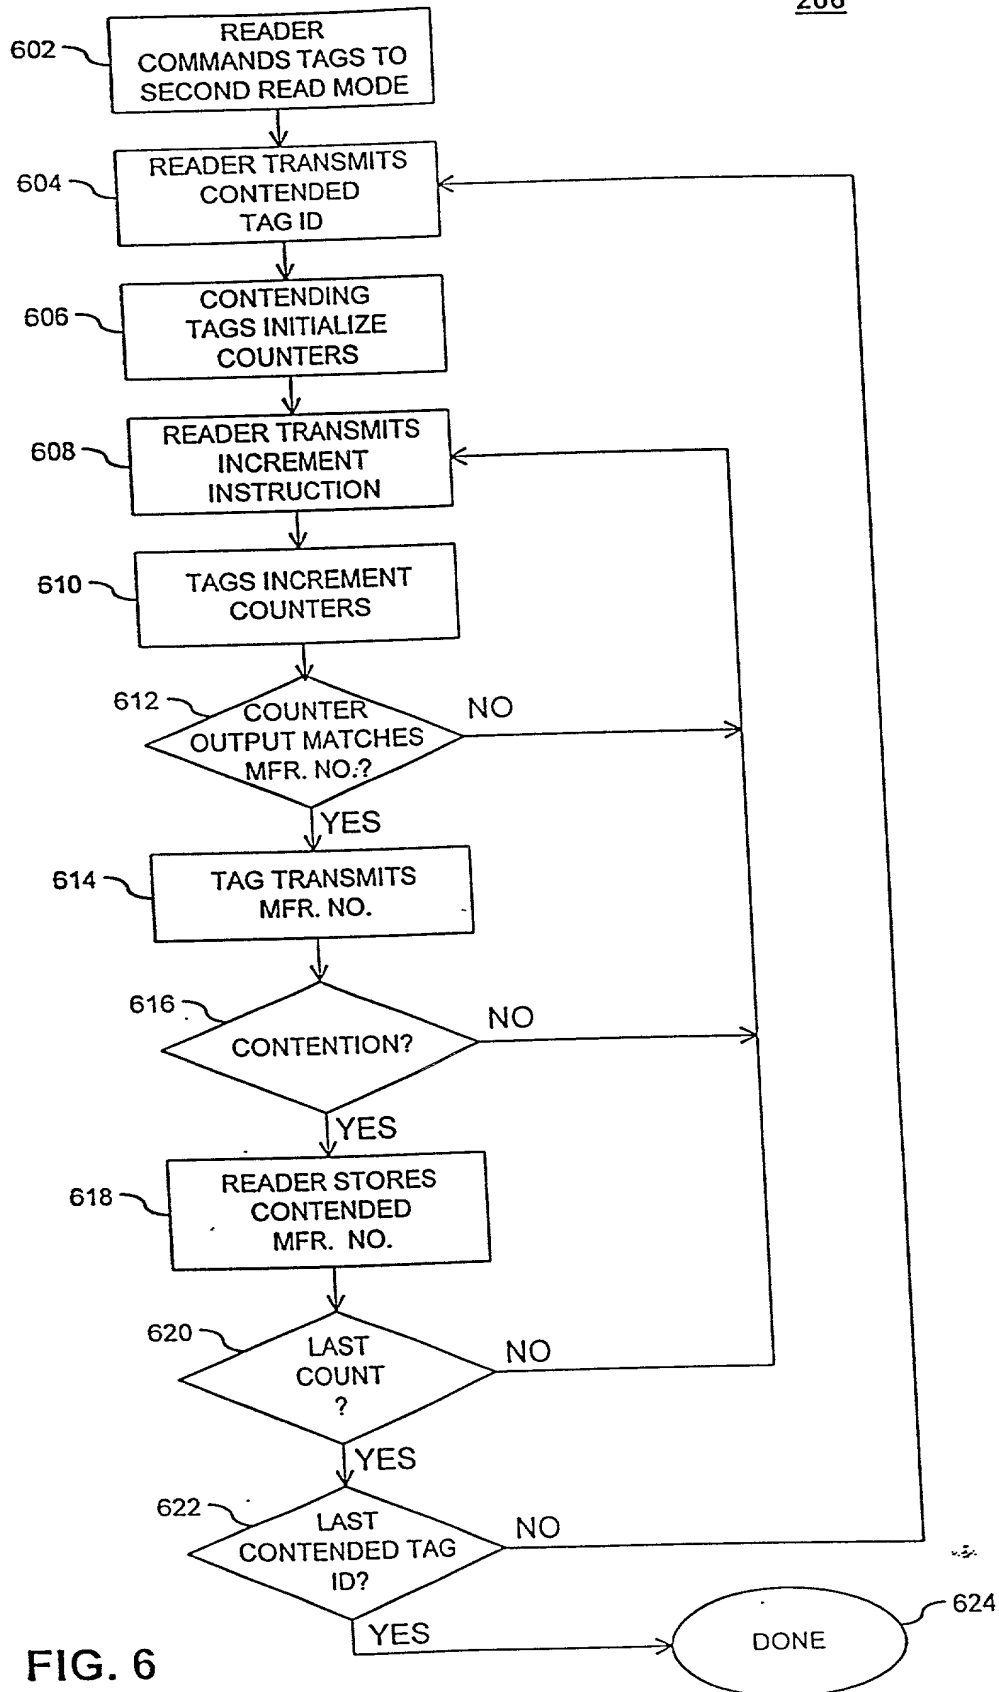 206
602
READER
COMMANDS TAGS TO
SECOND READ MODE
604
READER TRANSMITS
CONTENDED
TAG ID
606
CONTENDING
TAGS INITIALIZE
COUNTERS
608
READER TRANSMITS
INCREMENT
INSTRUCTION
610
TAGS INCREMENT
COUNTERS
612
COUNTER
OUTPUT MATCHES
MFR. NO.?
NO
YES
614
TAG TRANSMITS
MFR. NO.
616
CONTENTION?
NO
YES
618
READER STORES
CONTENDED
MFR. NO.
620
LAST
COUNT
?
NO
YES
622
LAST
CONTENDED TAG
ID?
NO
YES
DONE
624
FIG. 6